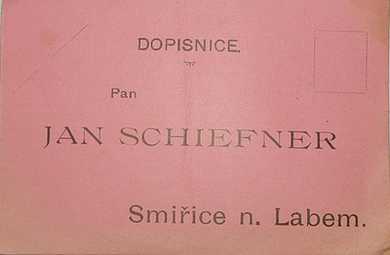 DOPISNICE.
Pan
JAN SCHIEFNER
Smiřice n. Labem.